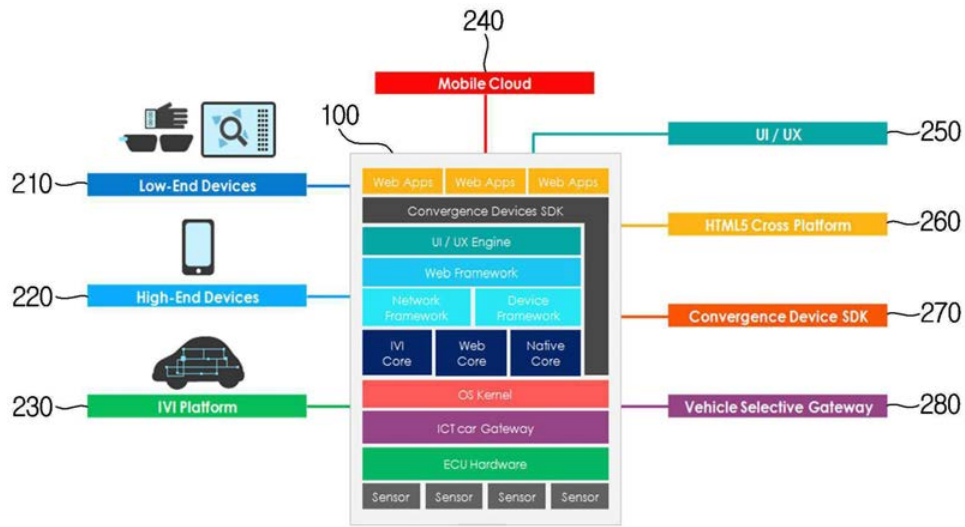 240
Mobile Cloud
100
UI / UX
250
210
Low-End Devices
Web Apps Web Apps Web Apps
Convergence Devices SDK
HTML5 Cross Platform
260
UI / UX Engine
Web Framework
220
High-End Devices
Network
Framework
Device
Framework
Convergence Device SDK
270
IVI
Core
Web
Core
Native
Core
OS Kernel
230
IVI Platform
Vehicle Selective Gateway
280
ICT car Gateway
ECU Hardware
Sensor Sensor Sensor Sensor